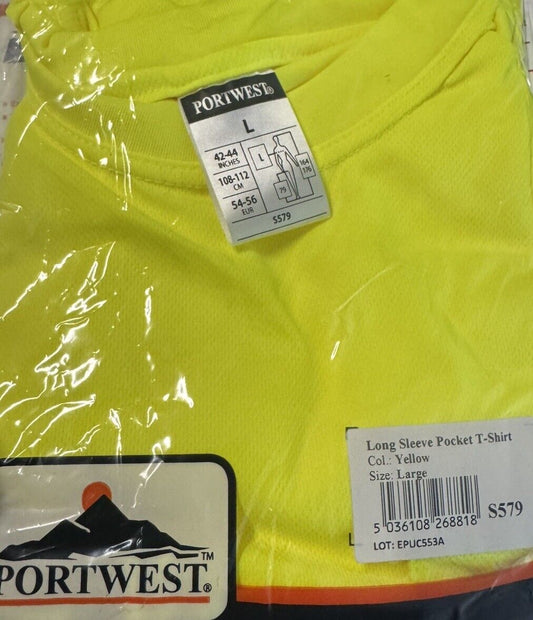 PORTWEST®
L
42-44
INCHES
108-112
CM
54-56
EUR
L
164
176
79
S579
Long Sleeve Pocket T-Shirt
Col.: Yellow
Size: Large
5 036108 268818
S579
LOT: EPUC553A
TM
PORTWEST®